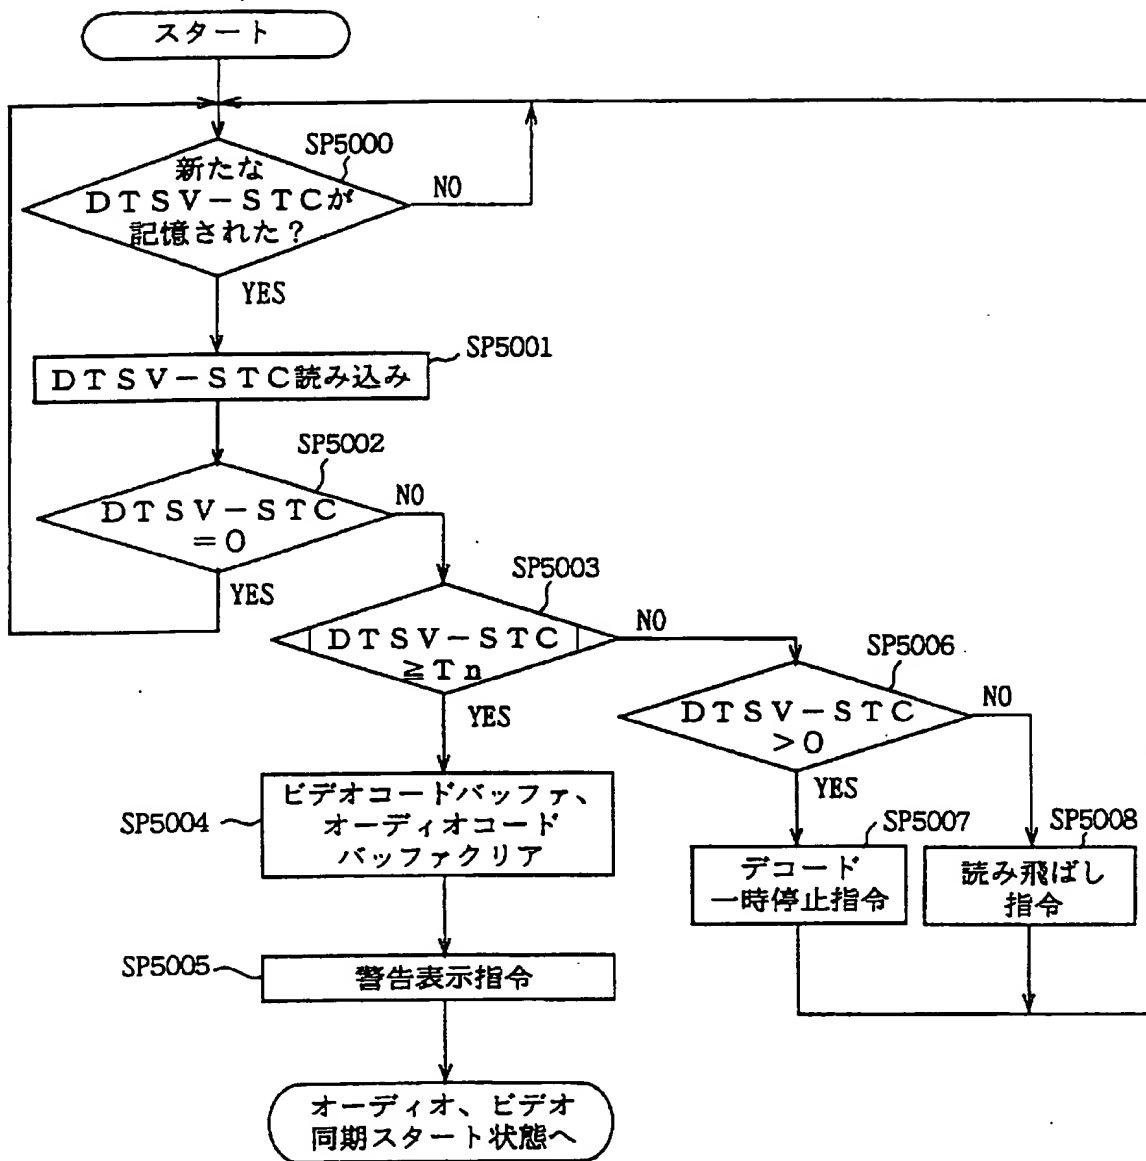 スタート
SP5000
新たな
DTSV－STCが
記憶された？
NO
YES
SP5001
DTSV－STC読み込み
SP5002
DTSV－STC
＝0
NO
YES
SP5003
|DTSV－STC|
≧Tn
NO
YES
SP5006
DTSV－STC
＞0
NO
YES
SP5004
ビデオコードバッファ、
オーディオコード
バッファクリア
SP5007
デコード
一時停止指令
SP5008
読み飛ばし
指令
SP5005
警告表示指令
オーディオ、ビデオ
同期スタート状態へ